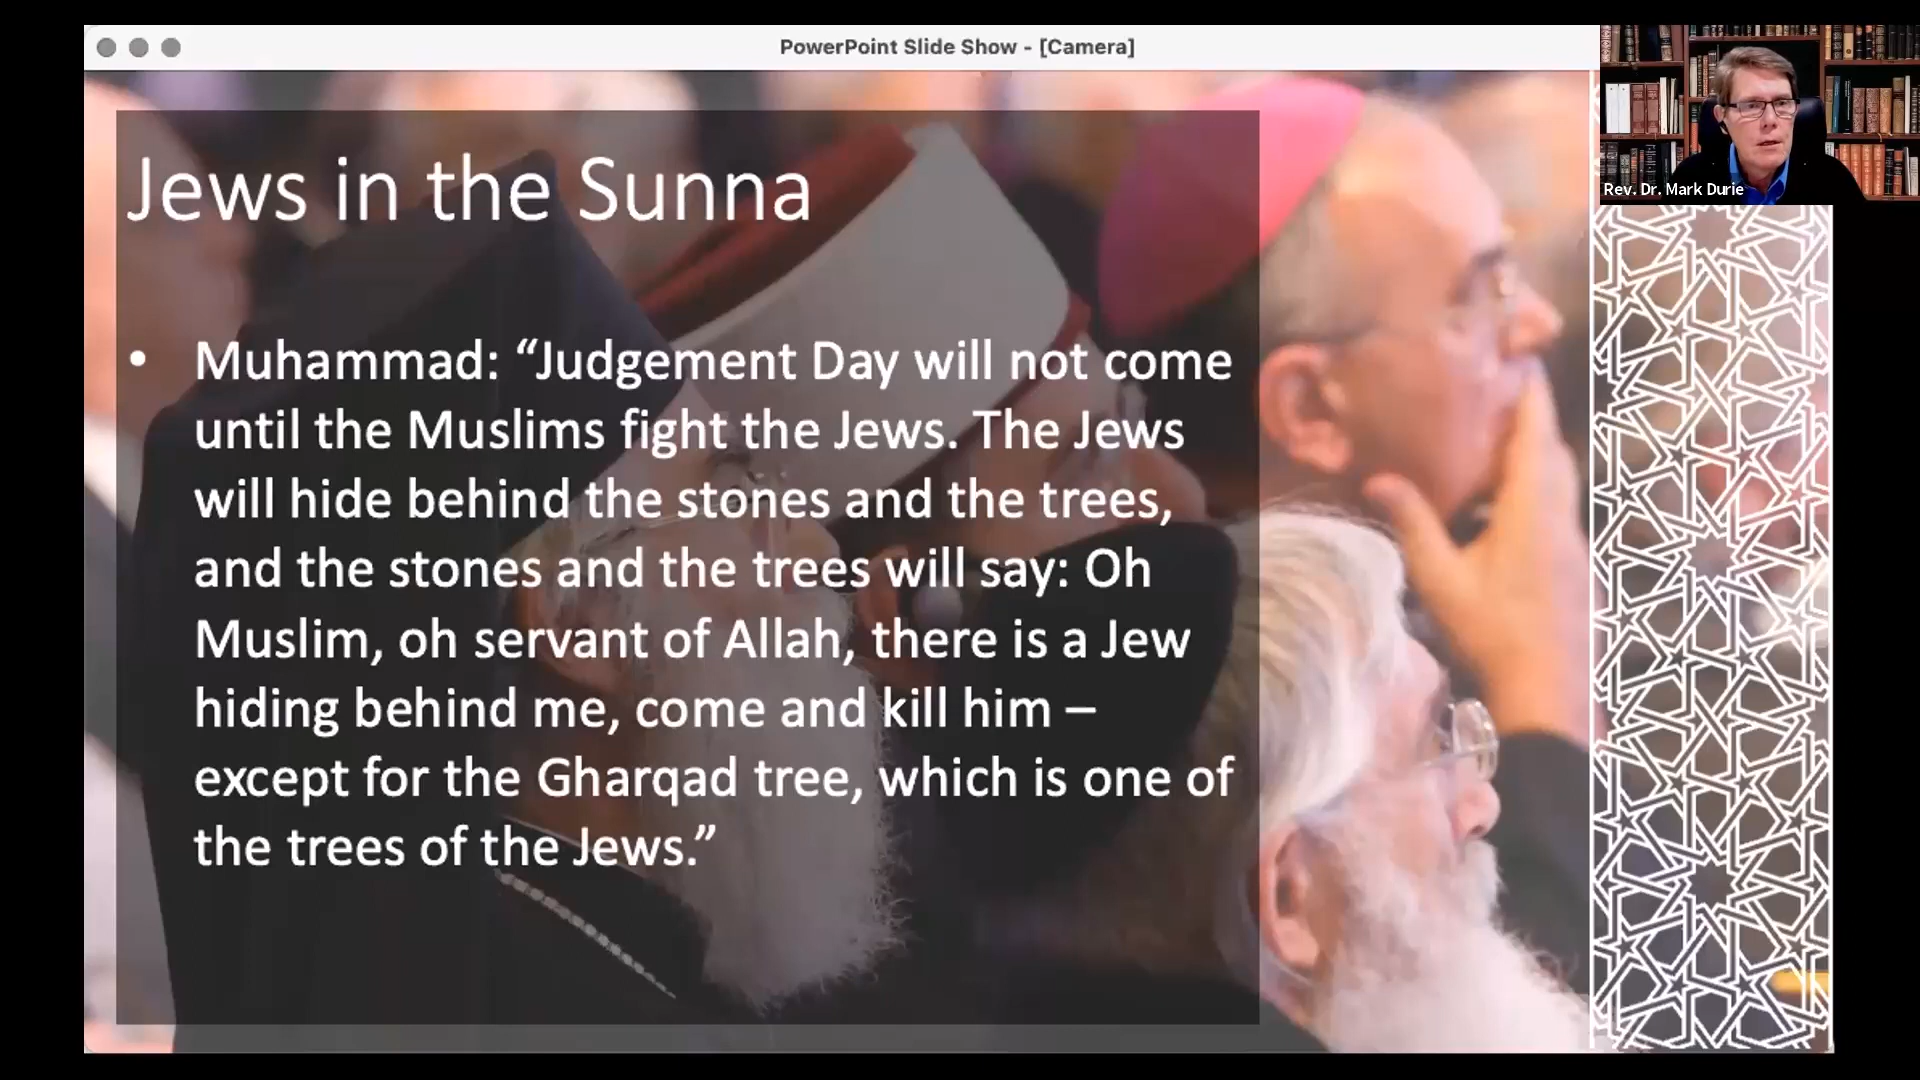 PowerPoint Slide Show - [Camera]
Rev. Dr. Mark Durie
Jews in the Sunna
• Muhammad: “Judgement Day will not come
until the Muslims fight the Jews. The Jews
will hide behind the stones and the trees,
and the stones and the trees will say: Oh
Muslim, oh servant of Allah, there is a Jew
hiding behind me, come and kill him –
except for the Gharqad tree, which is one of
the trees of the Jews.”